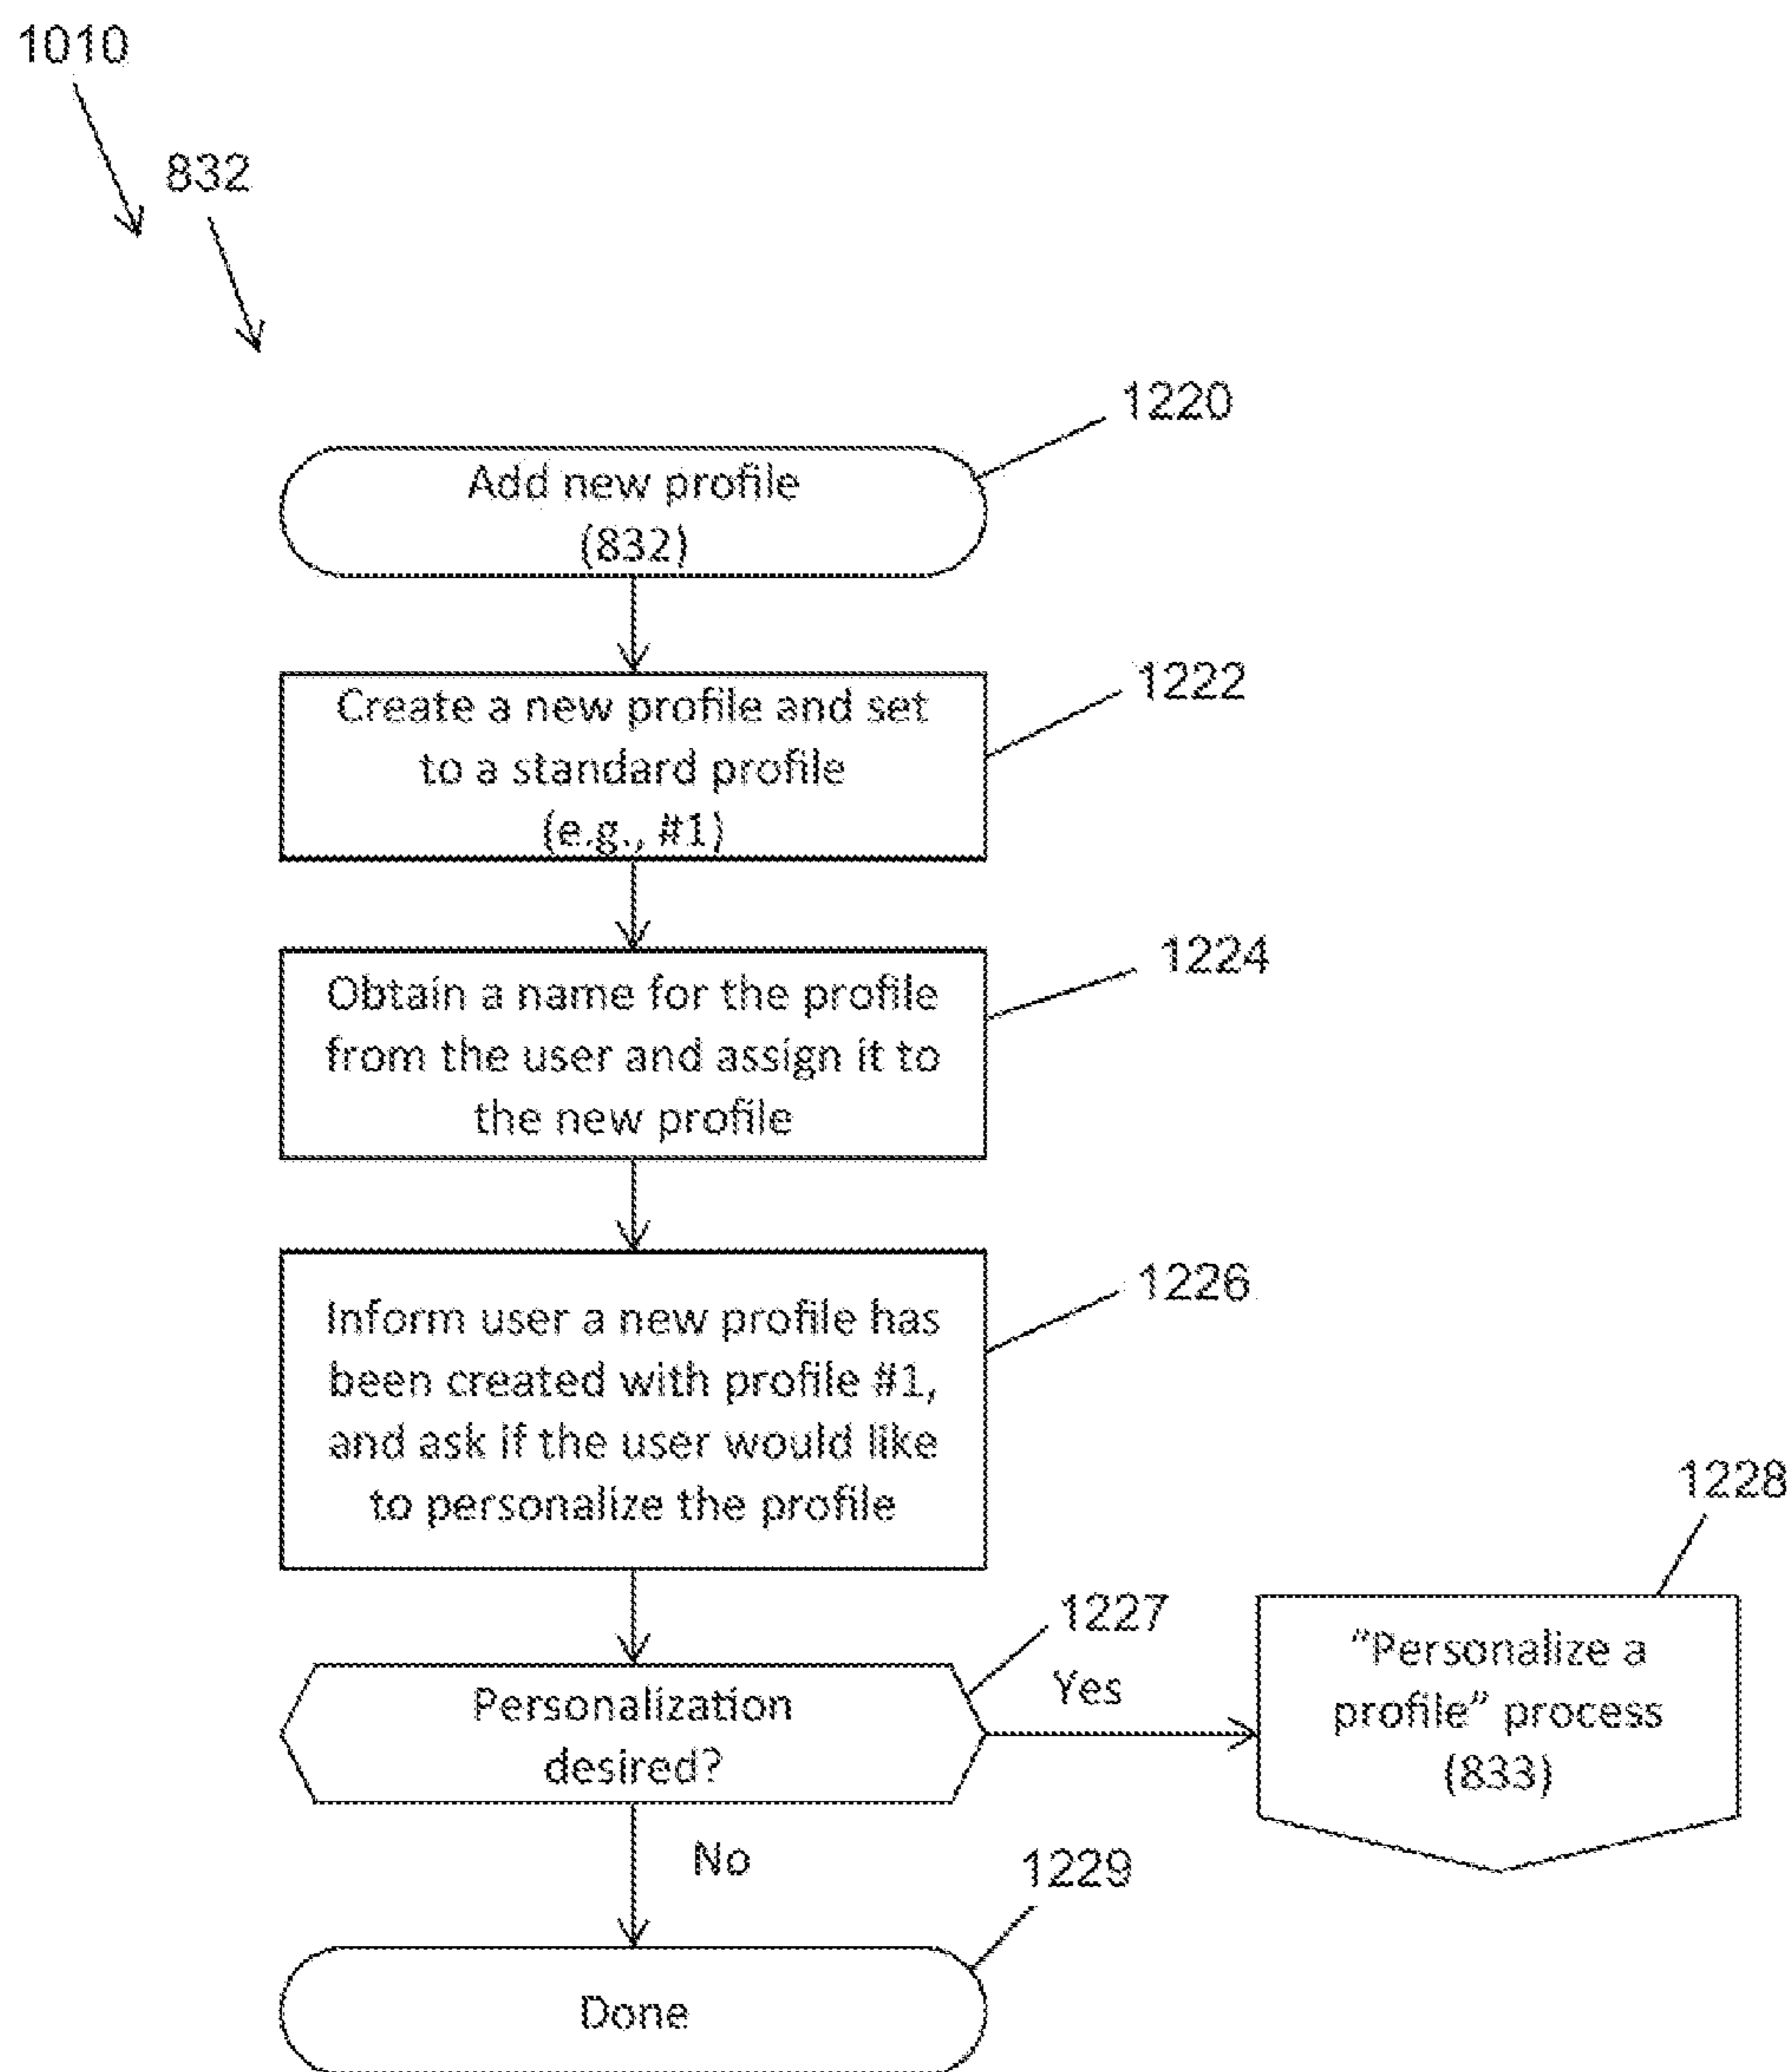 1010
832
1220
Add new profile
(832)
1222
Create a new profile and set
to a standard profile
(e.g., #1)
1224
Obtain a name for the profile
from the user and assign it to
the new profile
1226
Inform user a new profile has
been created with profile #1,
and ask if the user would like
to personalize the profile
1228
1227
Personalization
desired?
Yes
"Personalize a
profile" process
(833)
No
1229
Done